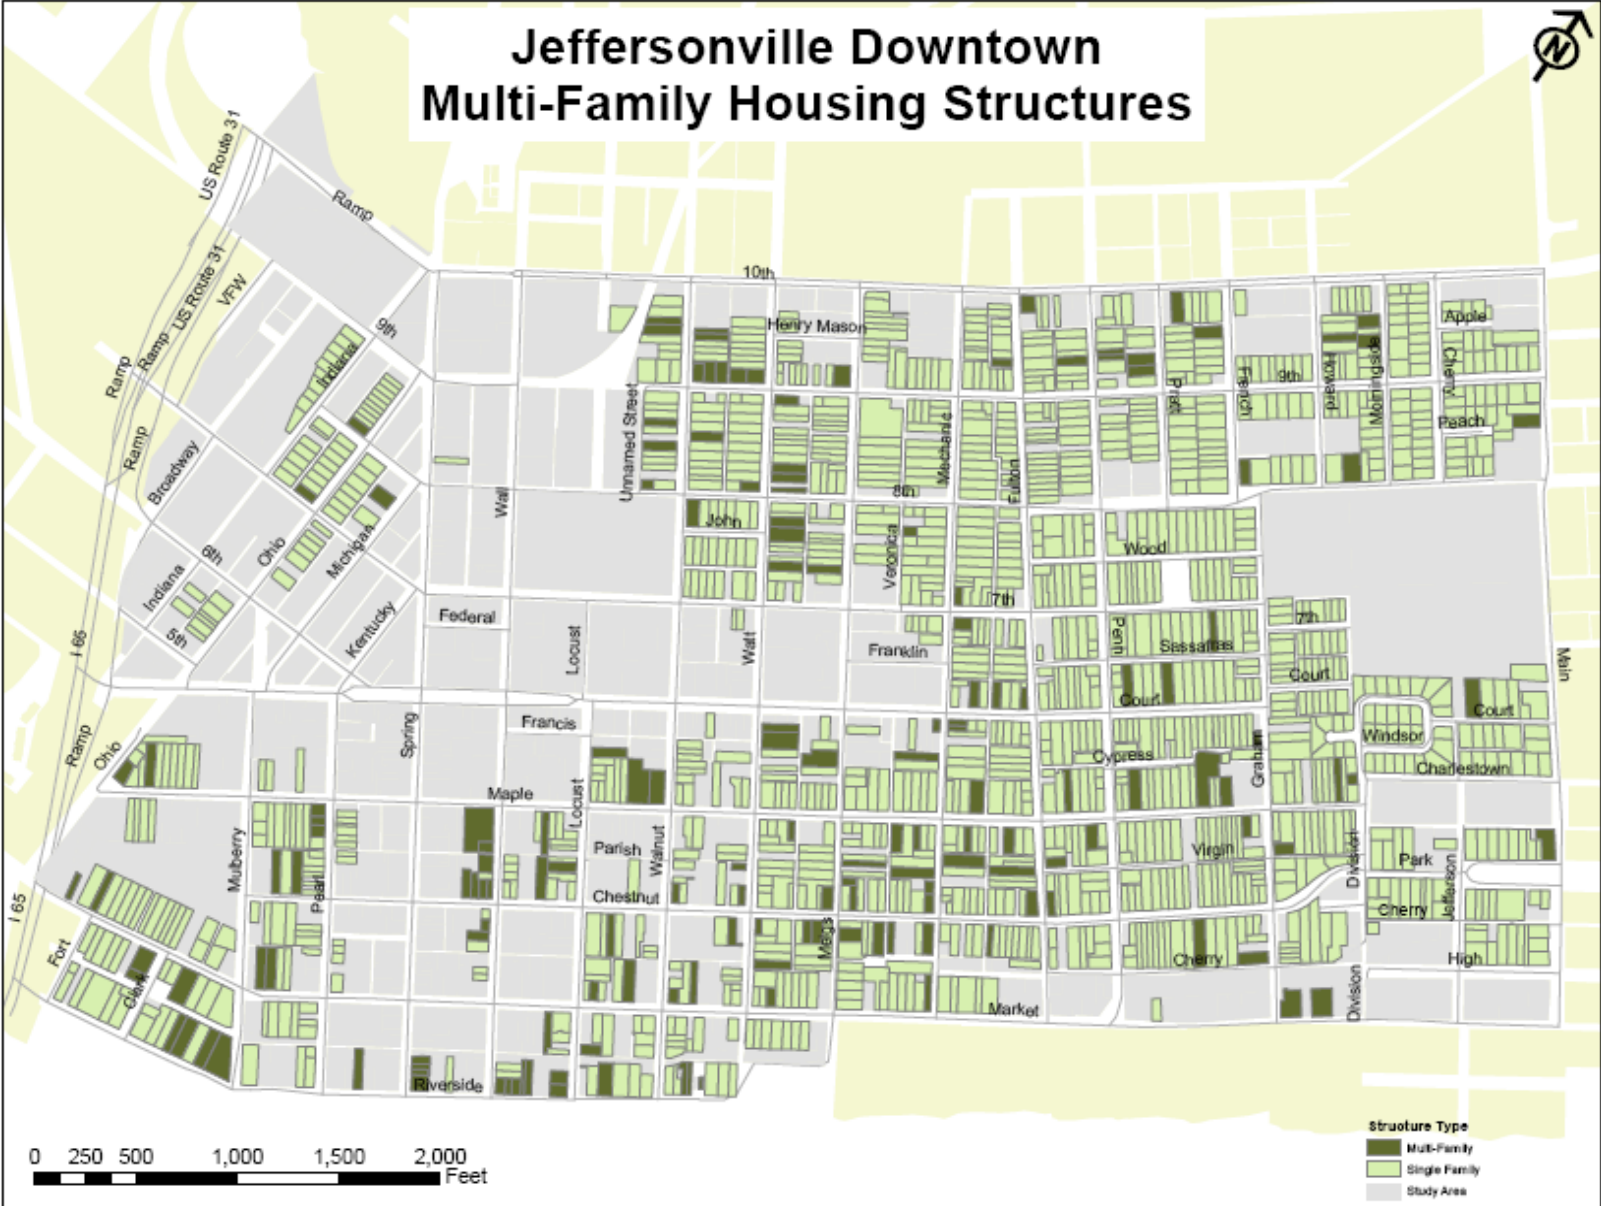 Jeffersonville Downtown
Multi-Family Housing Structures
N
US Route 31
Ramp
US Route 31
VFW
10th
Ramp
Ramp
9th
Henry Mason
Indiana
Apple
Ramp
Broadway
Unnamed Street
Pratt
French
9th
Howard
Morningside
Cherry
Peach
Wall
Mechanic
Fulton
8th
John
6th
Ohio
Michigan
Veronica
Wood
Indiana
5th
Kentucky
Federal
7th
7th
I 65
Locust
Watt
Franklin
Penn
Sassafras
Court
Main
Court
Court
Ramp
Ohio
Spring
Francis
Cypress
Graham
Windsor
Charlestown
Maple
Locust
Mulberry
Pearl
Parish
Walnut
Chestnut
Virgin
Division
Park
Jefferson
Cherry
I 65
Fort
Clark
Meigs
Cherry
High
Market
Division
Riverside
0 250 500 1,000 1,500 2,000
Feet
Structure Type
Multi-Family
Single Family
Study Area